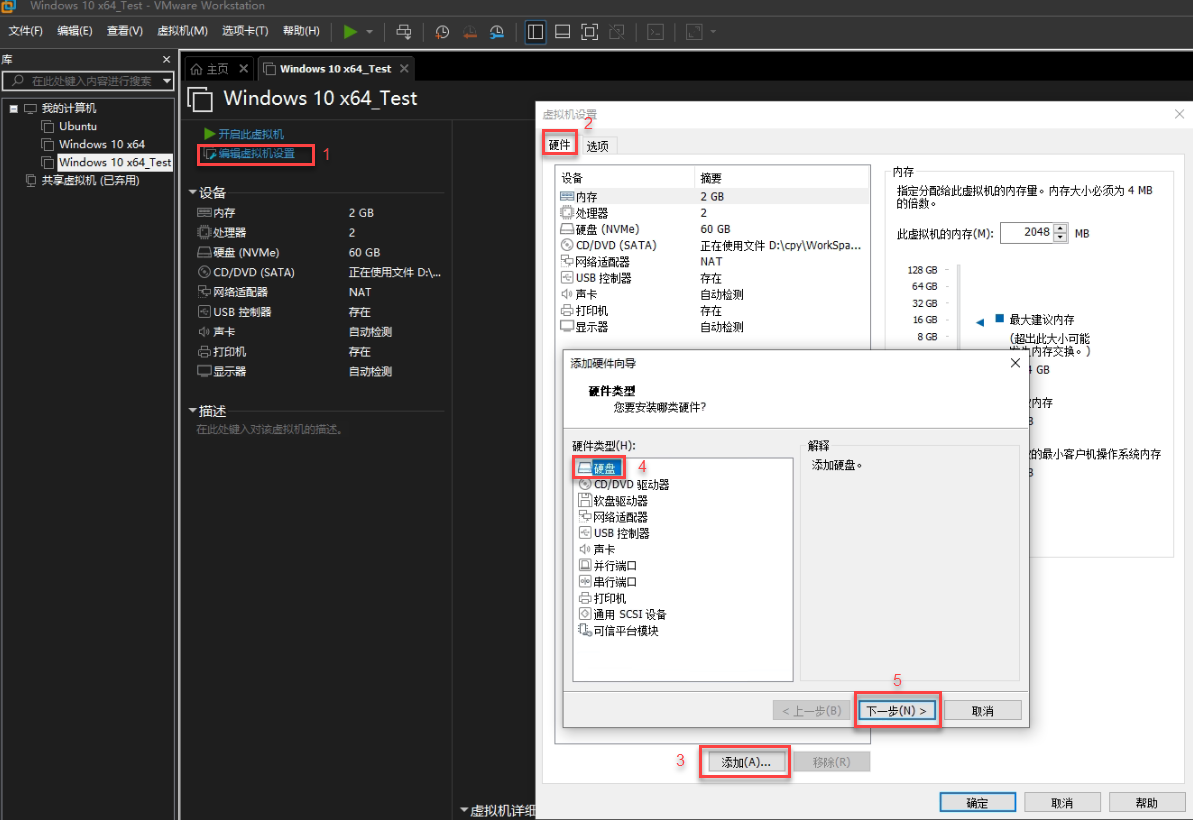 Windows 10 x64_Test - VMware Workstation
文件(F) 编辑(E) 查看(V) 虚拟机(M) 选项卡(T) 帮助(H)
库
在此处键入内容进行搜索
我的计算机
Ubuntu
Windows 10 x64
Windows 10 x64_Test
共享虚拟机 (已弃用)
主页
Windows 10 x64_Test
Windows 10 x64_Test
开启此虚拟机
编辑虚拟机设置
1
设备
内存 2 GB
处理器 2
硬盘 (NVMe) 60 GB
CD/DVD (SATA) 正在使用文件 D:\...
网络适配器 NAT
USB 控制器 存在
声卡 自动检测
打印机 存在
显示器 自动检测
描述
在此处键入对该虚拟机的描述。
虚拟机详细
虚拟机设置
2
硬件 选项
设备 摘要
内存 2 GB
处理器 2
硬盘 (NVMe) 60 GB
CD/DVD (SATA) 正在使用文件 D:\cpy\WorkSpa...
网络适配器 NAT
USB 控制器 存在
声卡 自动检测
打印机 存在
显示器 自动检测
内存
指定分配给此虚拟机的内存量。内存大小必须为 4 MB
的倍数。
此虚拟机的内存(M): 2048 MB
128 GB
64 GB
32 GB
16 GB
8 GB
最大建议内存
(超出此大小可能
内存交换。)
GB
内存
的最小客户机操作系统内存
添加硬件向导
硬件类型
您要安装哪类硬件?
硬件类型(H):
硬盘
4
CD/DVD 驱动器
软盘驱动器
网络适配器
USB 控制器
声卡
并行端口
串行端口
打印机
通用 SCSI 设备
可信平台模块
解释
添加硬盘。
5
< 上一步(B) 下一步(N) > 取消
3
添加(A)... 移除(R)
确定 取消 帮助